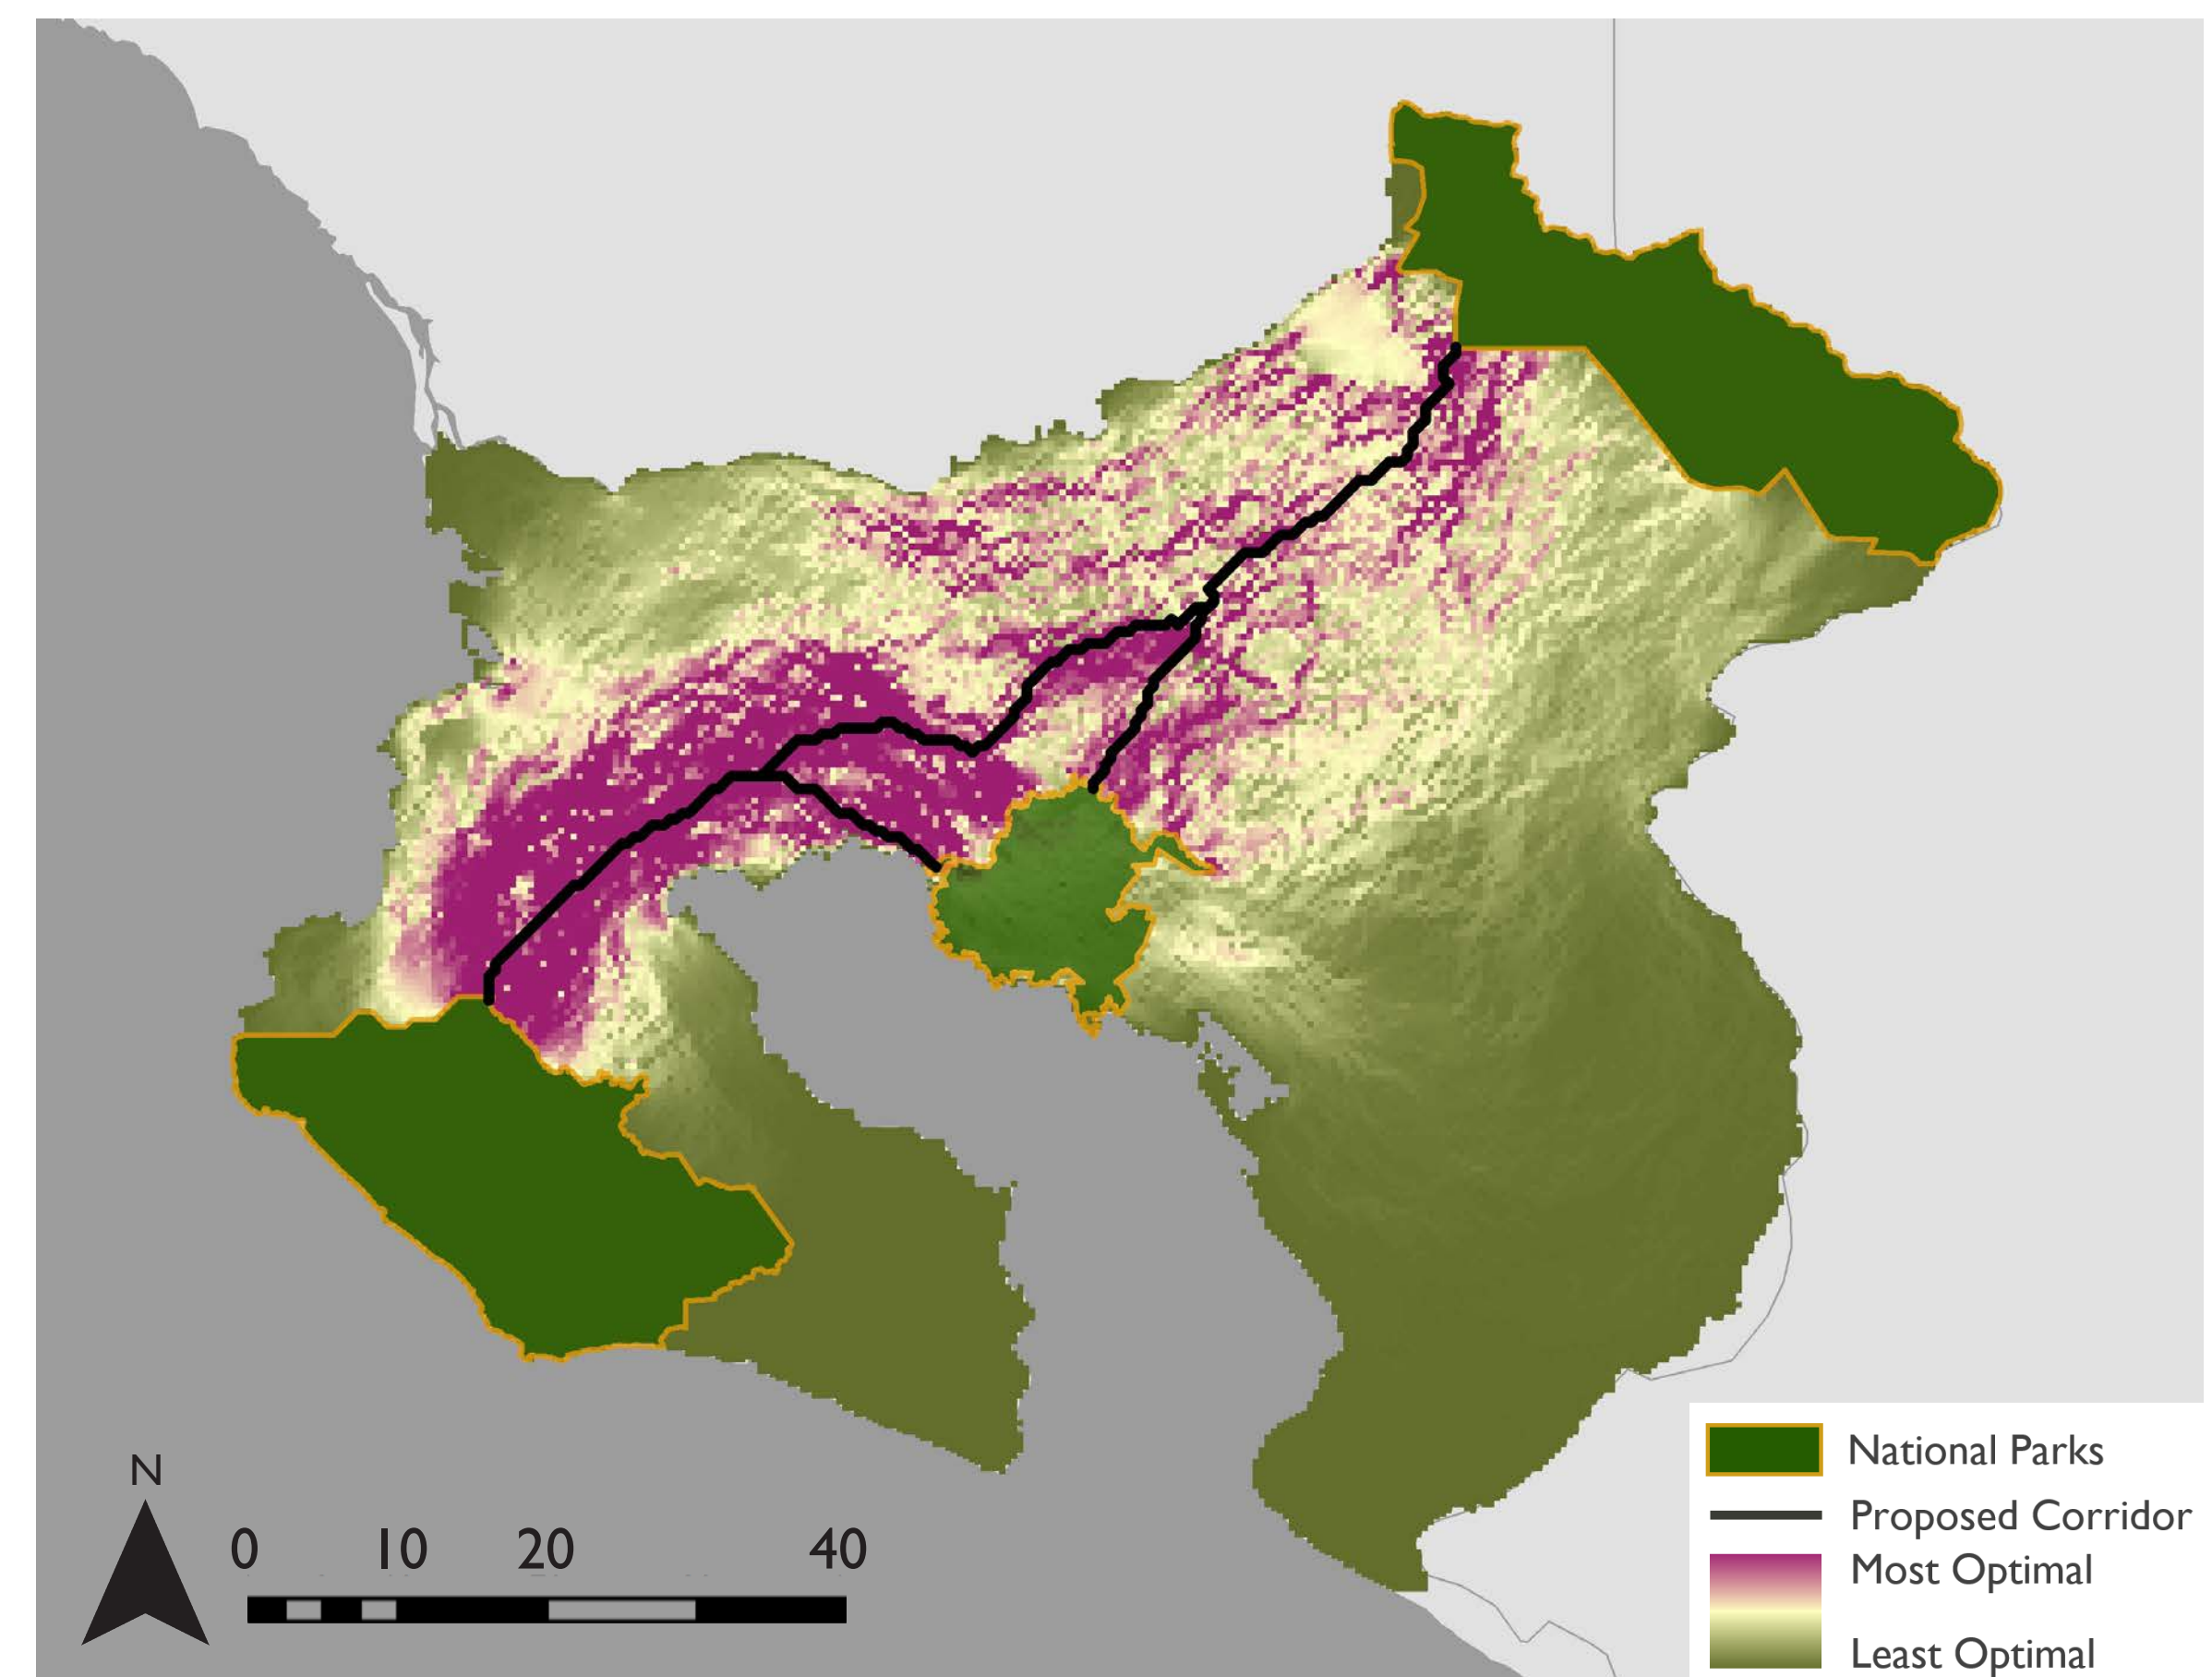 N
0 10 20 40
National Parks
Proposed Corridor
Most Optimal
Least Optimal